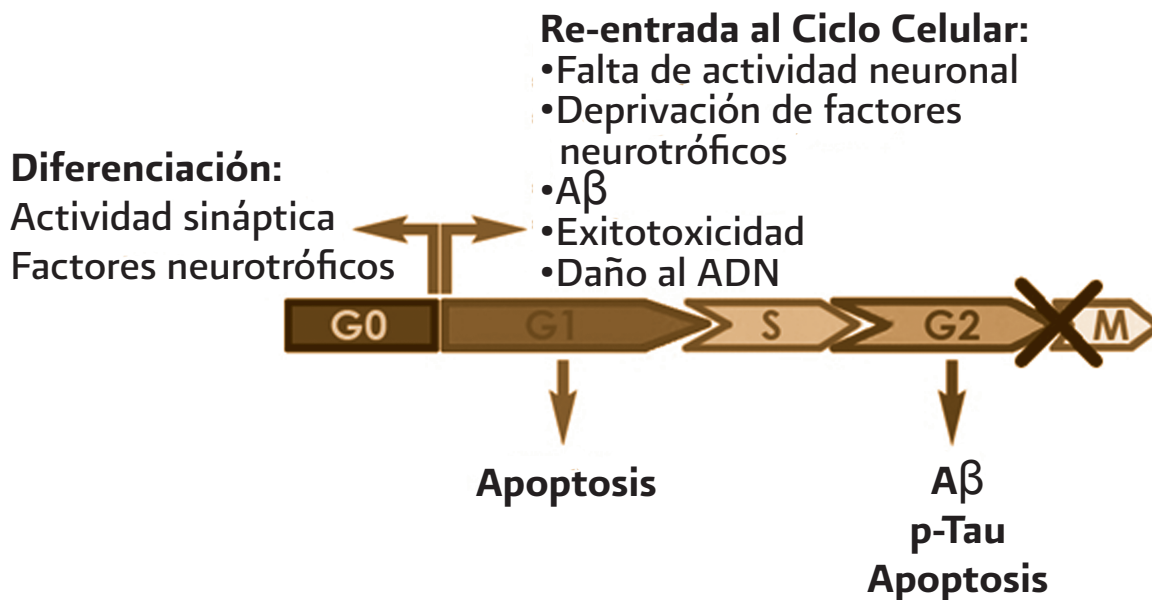 Re-entrada al Ciclo Celular:
•Falta de actividad neuronal
•Deprivación de factores
neurotróficos
•Aβ
•Exitotoxicidad
•Daño al ADN
Diferenciación:
Actividad sináptica
Factores neurotróficos
G0
G1
S
G2
M
Apoptosis
Aβ
p-Tau
Apoptosis